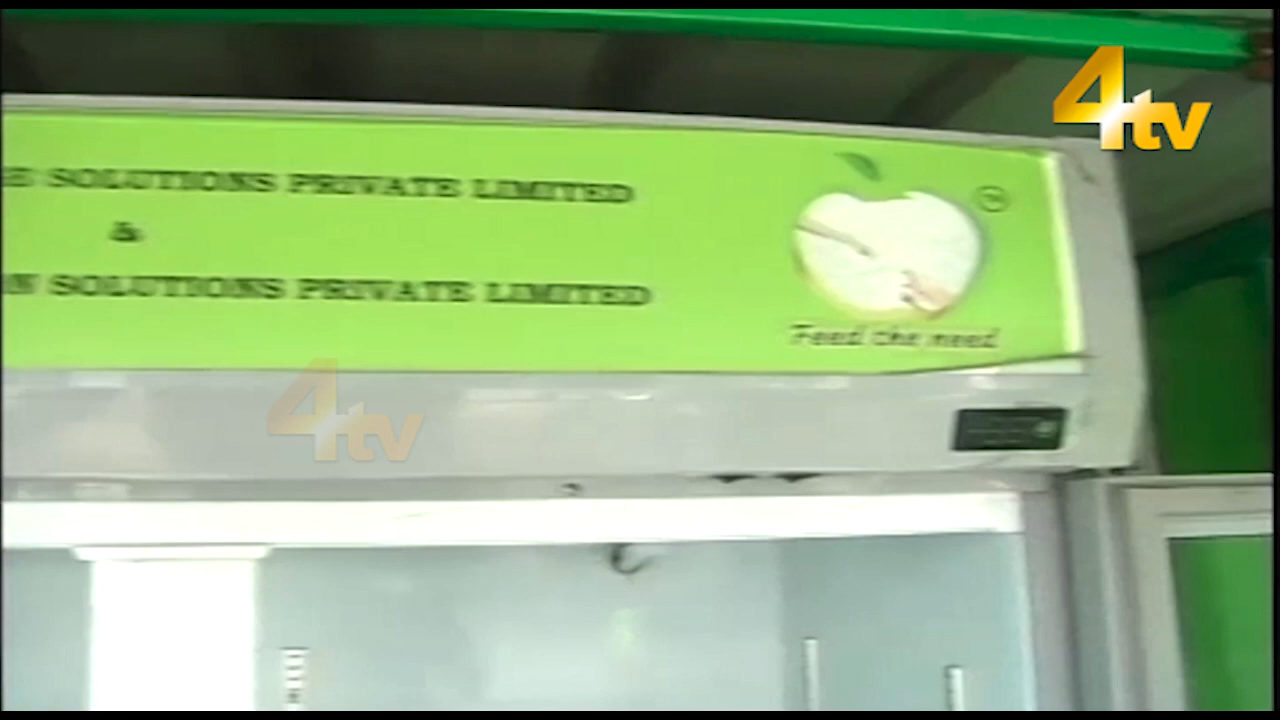 4tv
SOLUTIONS PRIVATE LIMITED
&
SOLUTIONS PRIVATE LIMITED
Feed the need
4tv